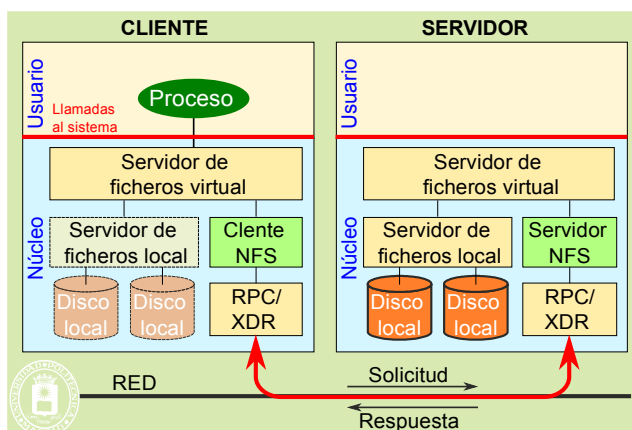 CLIENTE
SERVIDOR
Usuario
Proceso
Llamadas
al sistema
Núcleo
Servidor de
ficheros virtual
Servidor de
ficheros local
Clente
NFS
Disco
local
Disco
local
RPC/
XDR
Usuario
Núcleo
Servidor de
ficheros virtual
Servidor de
ficheros local
Servidor
NFS
Disco
local
Disco
local
RPC/
XDR
RED
Solicitud
Respuesta